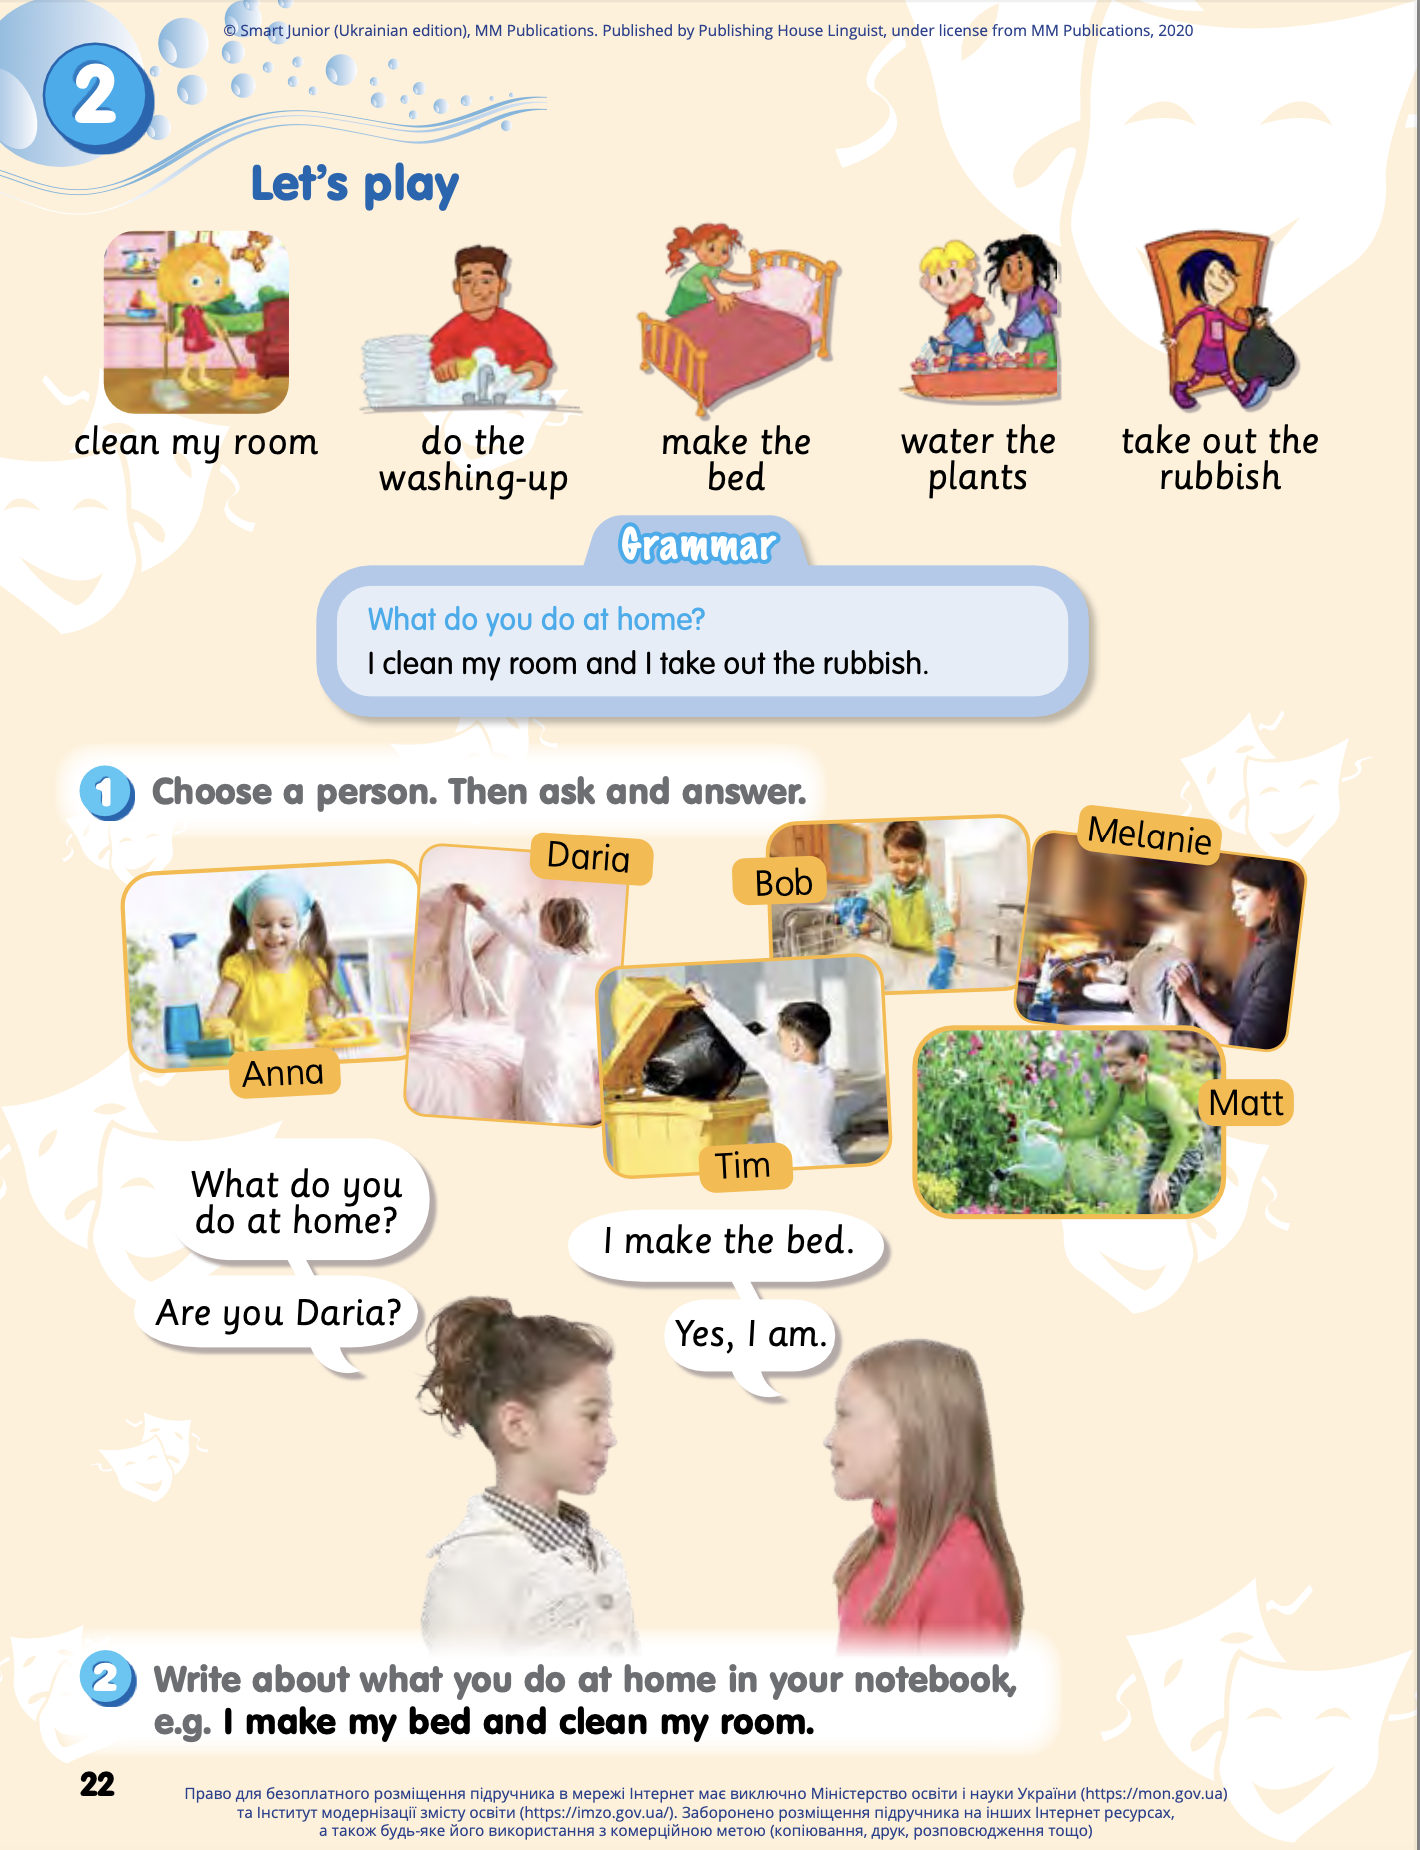 © Smart Junior (Ukrainian edition), MM Publications. Published by Publishing House Linguist, under license from MM Publications, 2020
2
Let's play
clean my room
do the
washing-up
make the
bed
water the
plants
take out the
rubbish
Grammar
What do you do at home?
I clean my room and I take out the rubbish.
1 Choose a person. Then ask and answer.
Daria
Bob
Melanie
Anna
Tim
Matt
What do you
do at home?
Are you Daria?
I make the bed.
Yes, I am.
2 Write about what you do at home in your notebook,
e.g. I make my bed and clean my room.
22
Право для безоплатного розміщення підручника в мережі Інтернет має виключно Міністерство освіти і науки України (https://mon.gov.ua)
та Інститут модернізації змісту освіти (https://imzo.gov.ua/). Заборонено розміщення підручника на інших Інтернет ресурсах,
а також будь-яке його використання з комерційною метою (копіювання, друк, розповсюдження тощо)